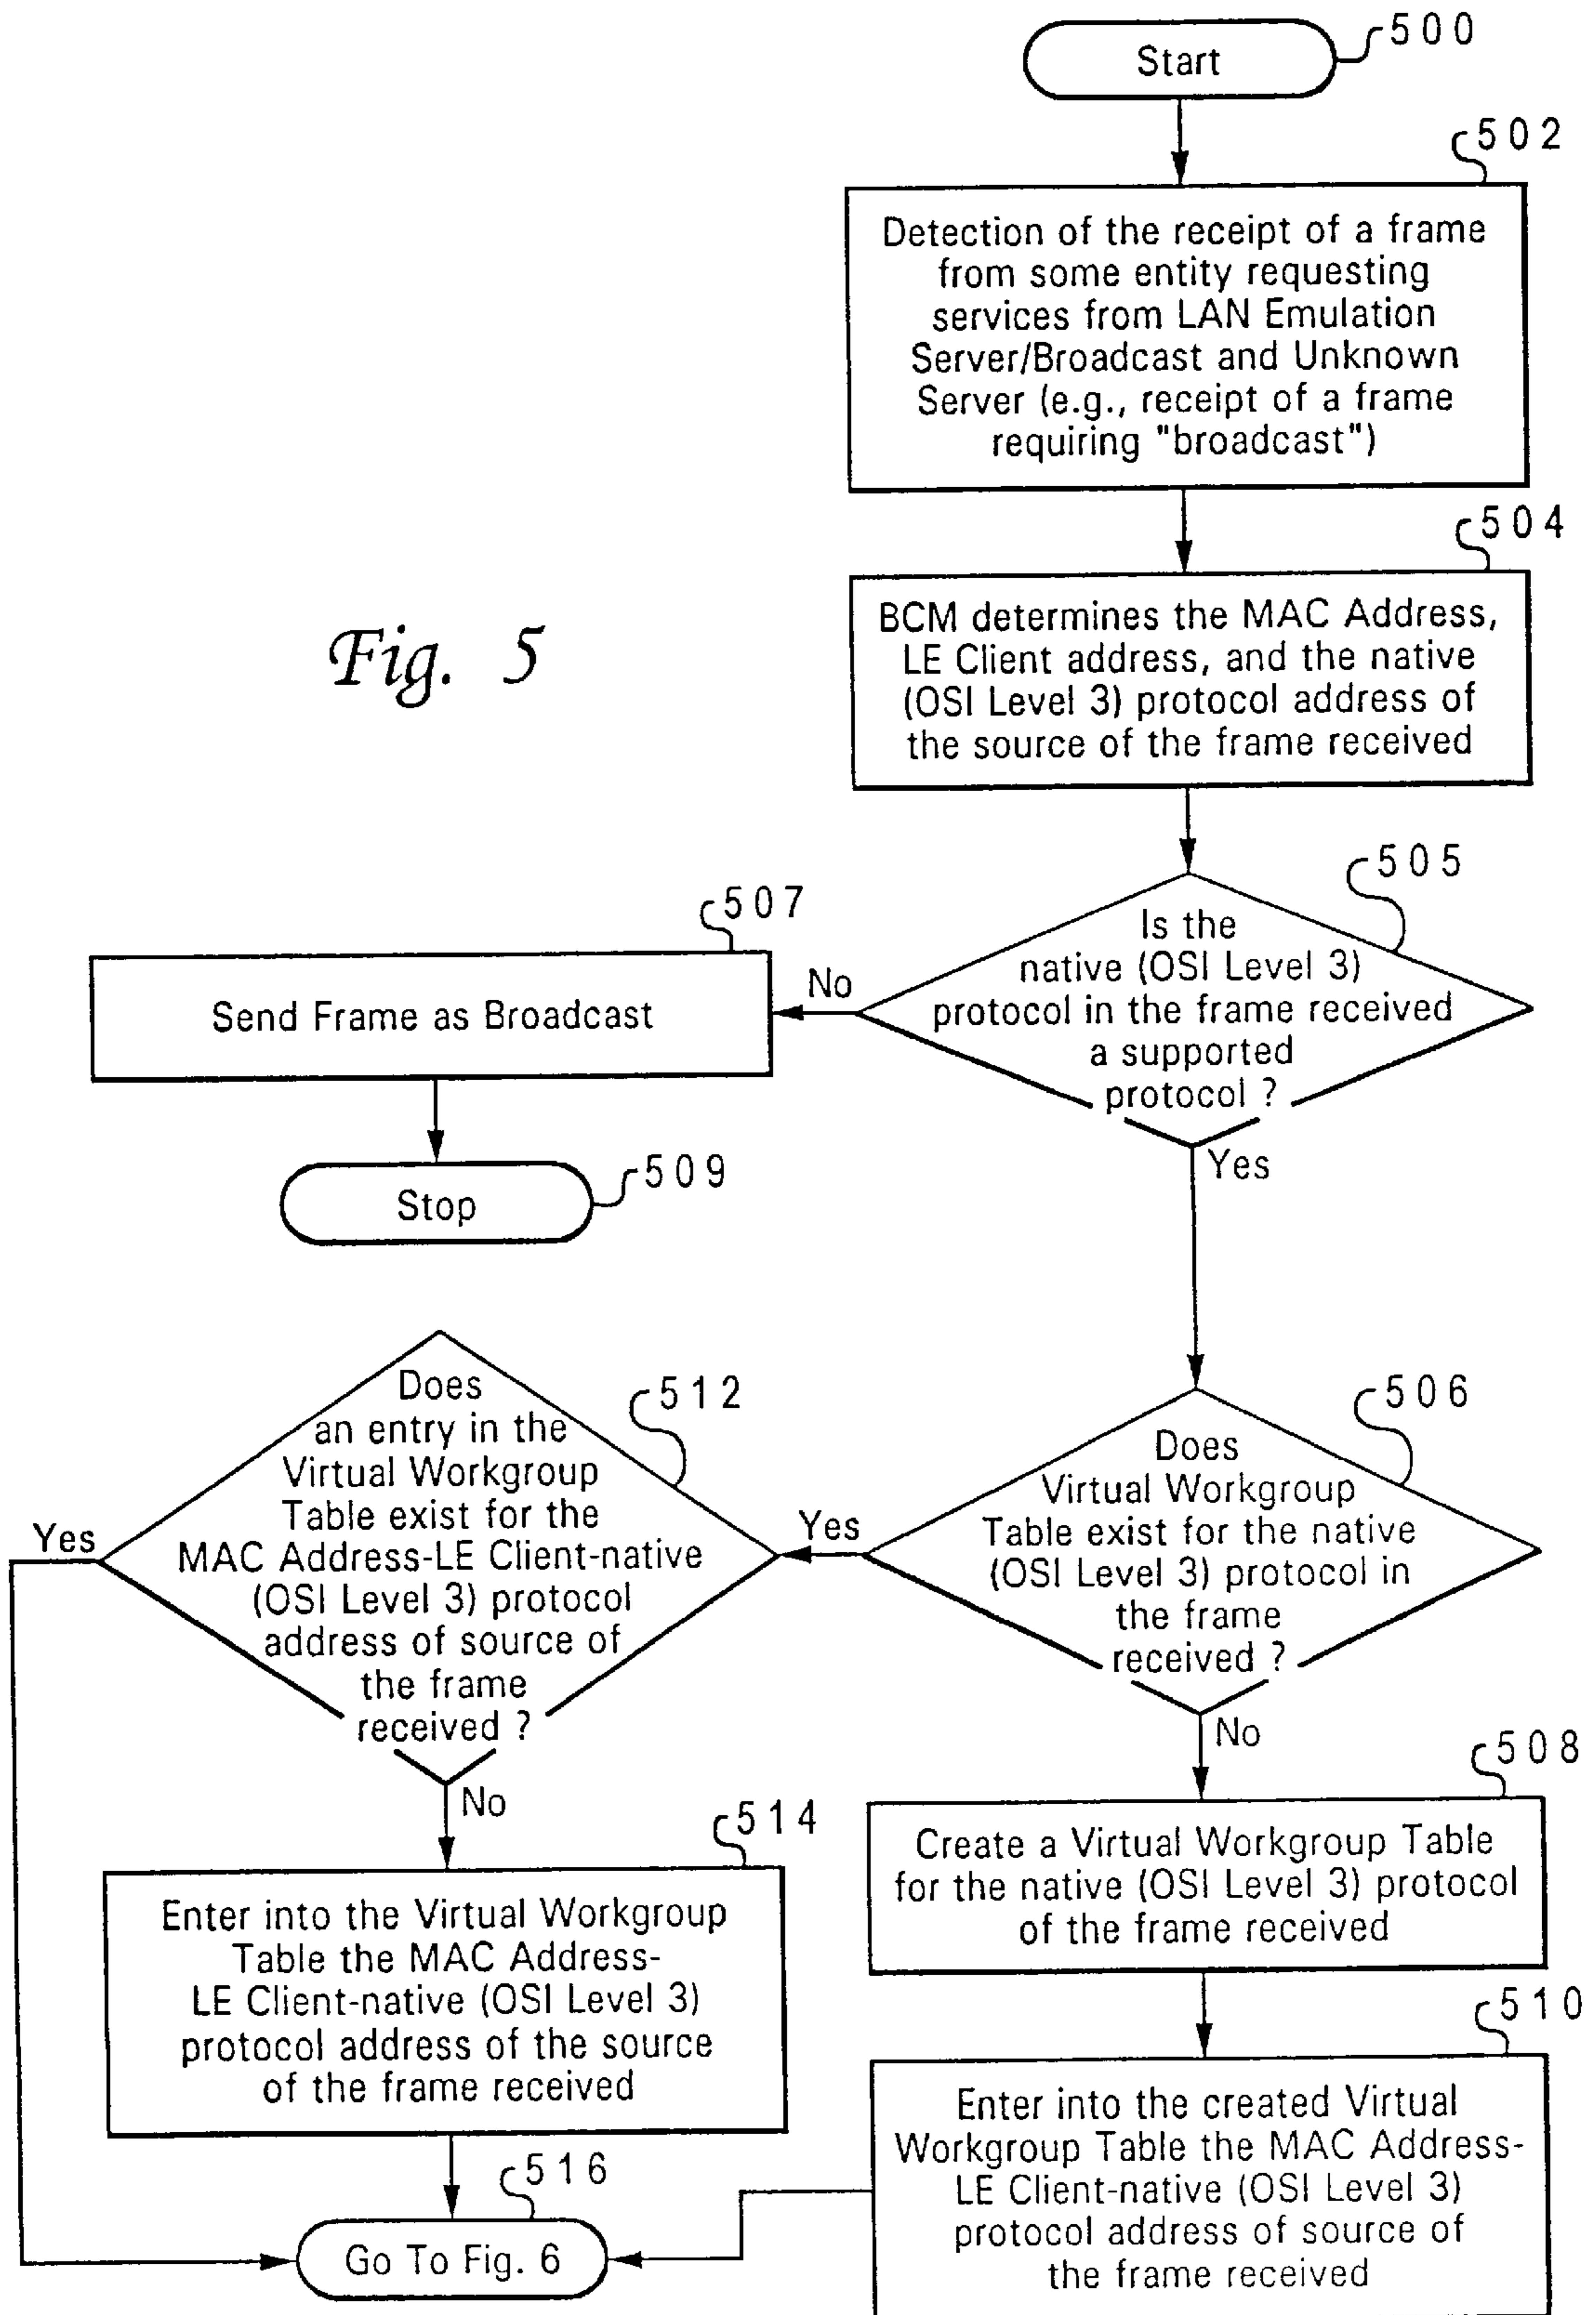 500
Start
502
Detection of the receipt of a frame
from some entity requesting
services from LAN Emulation
Server/Broadcast and Unknown
Server (e.g., receipt of a frame
requiring "broadcast")
504
BCM determines the MAC Address,
LE Client address, and the native
(OSI Level 3) protocol address of
the source of the frame received
Fig. 5
505
Is the
native (OSI Level 3)
protocol in the frame received
a supported
protocol ?
No
Yes
507
Send Frame as Broadcast
509
Stop
506
Does
Virtual Workgroup
Table exist for the native
(OSI Level 3) protocol in
the frame
received ?
Yes
No
512
Does
an entry in the
Virtual Workgroup
Table exist for the
MAC Address-LE Client-native
(OSI Level 3) protocol
address of source of
the frame
received ?
Yes
No
508
Create a Virtual Workgroup Table
for the native (OSI Level 3) protocol
of the frame received
514
Enter into the Virtual Workgroup
Table the MAC Address-
LE Client-native (OSI Level 3)
protocol address of the source
of the frame received
510
Enter into the created Virtual
Workgroup Table the MAC Address-
LE Client-native (OSI Level 3)
protocol address of source of
the frame received
516
Go To Fig. 6